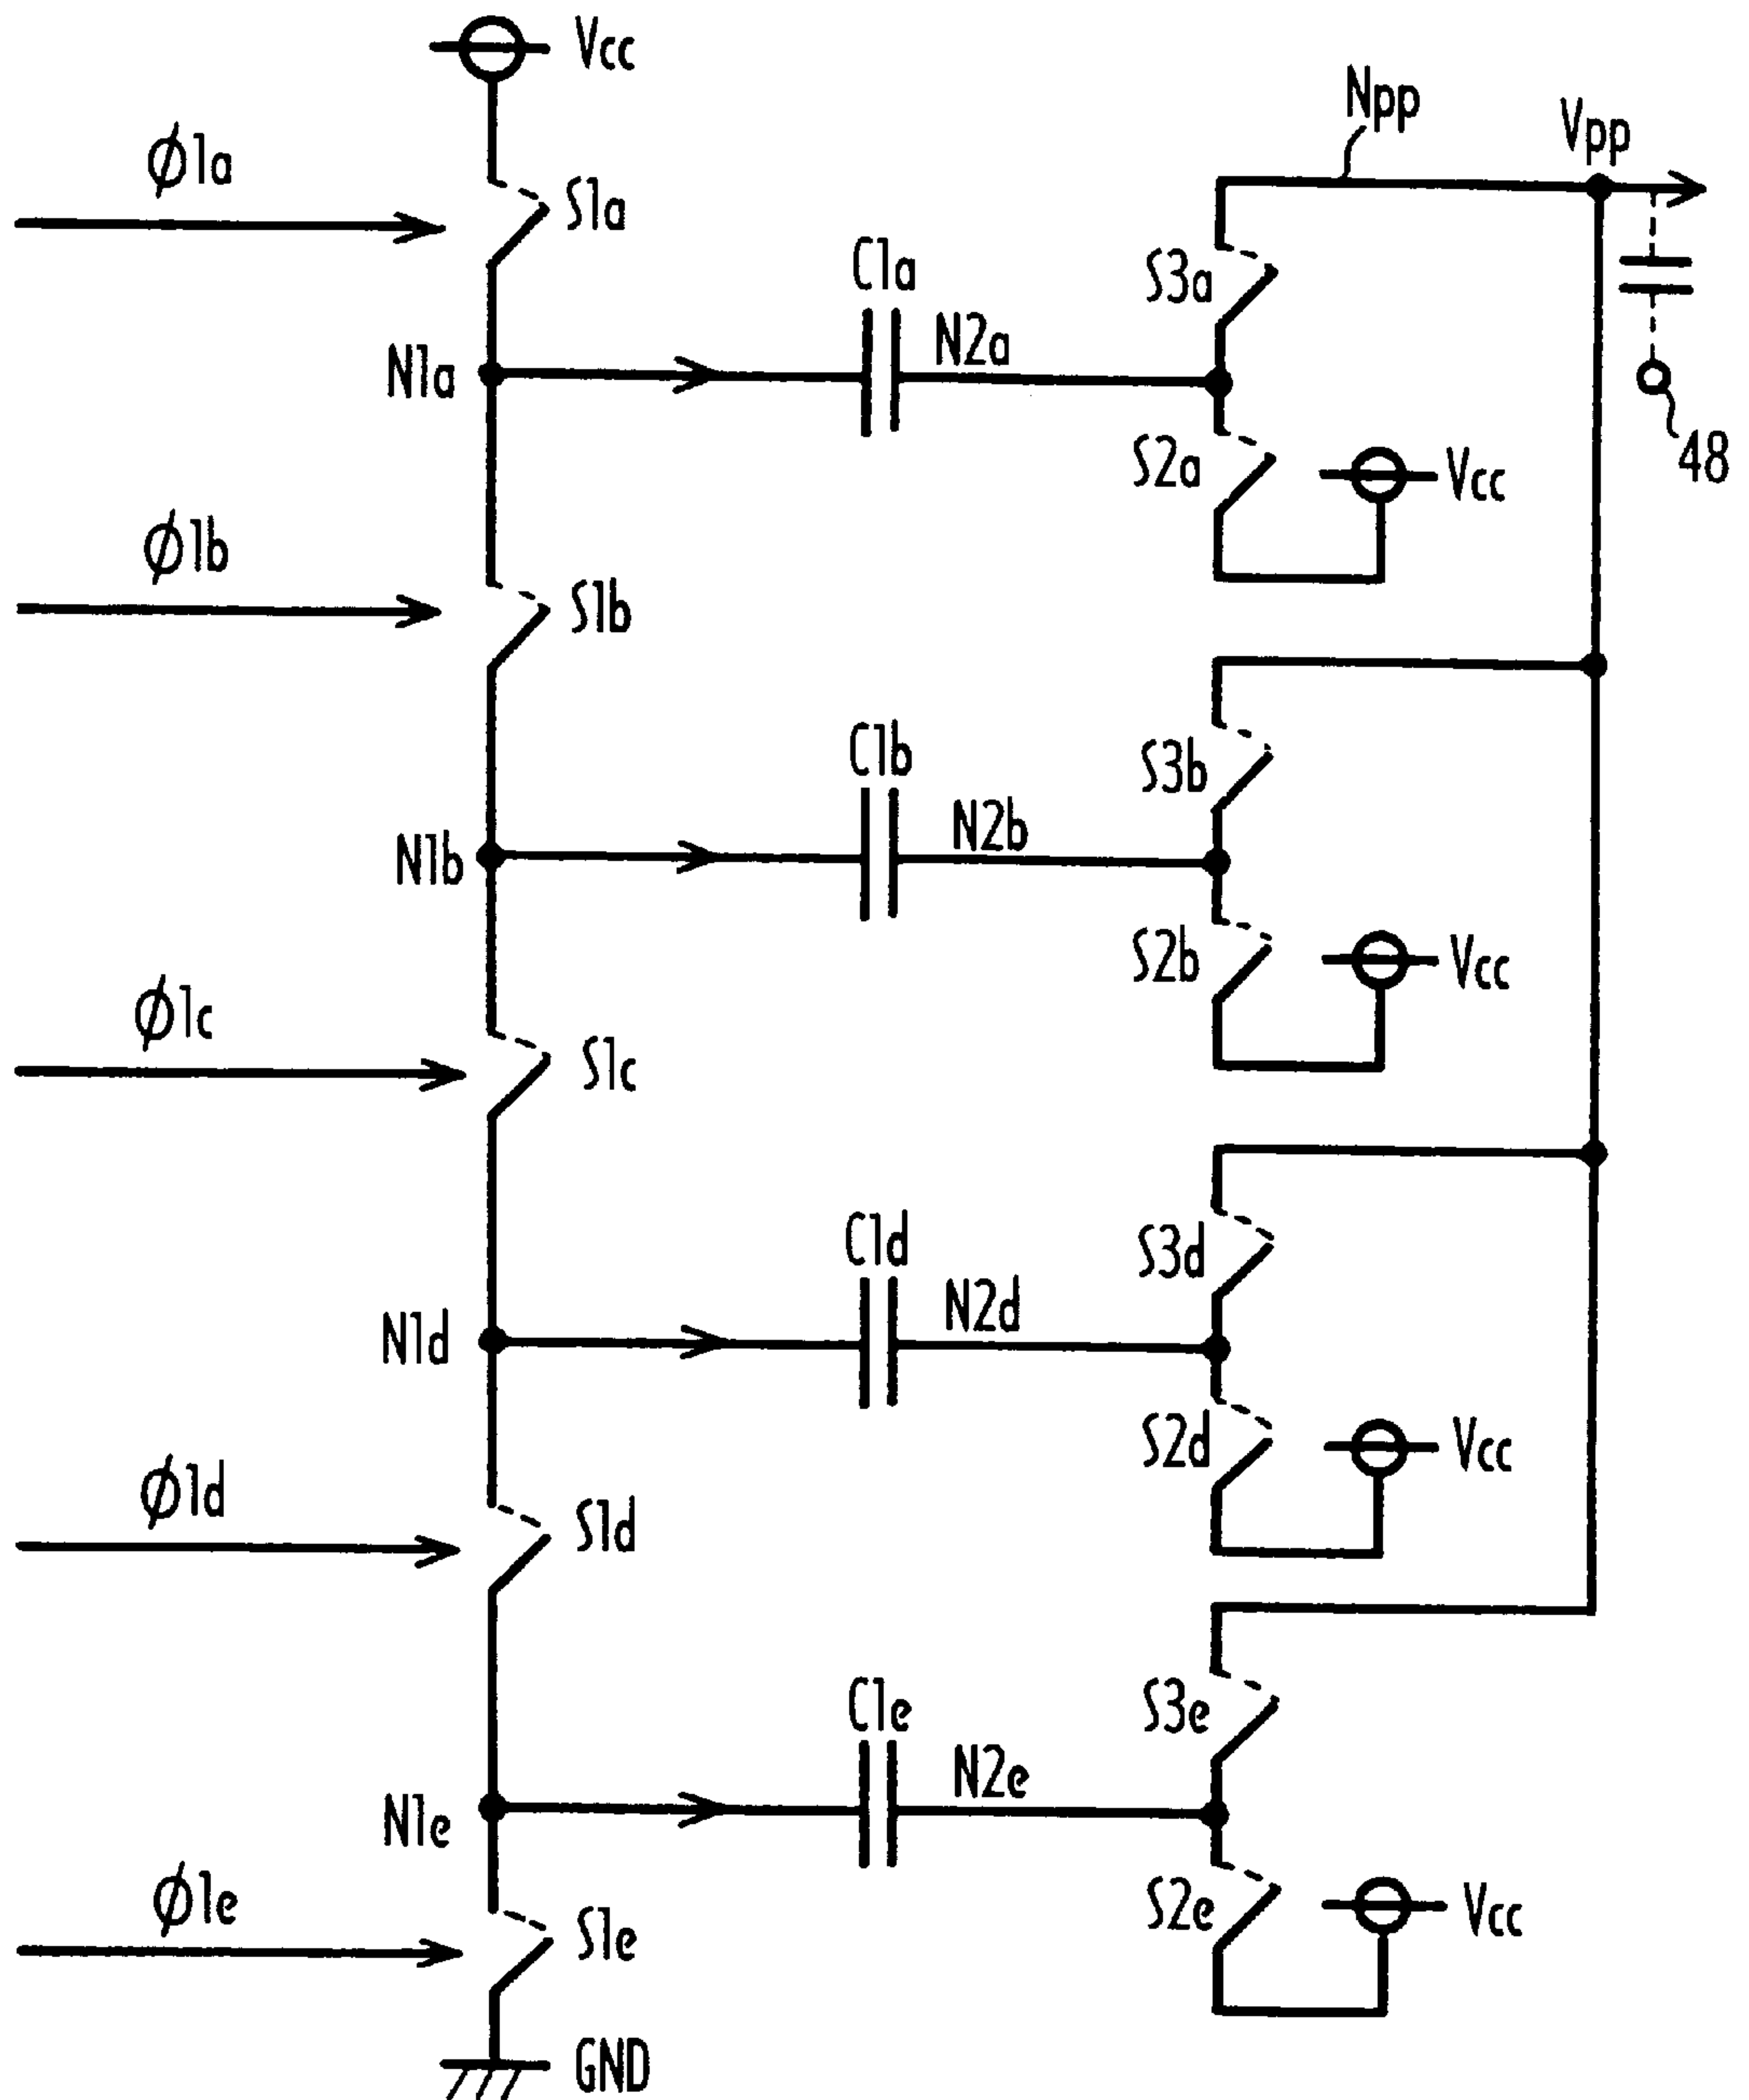 Vcc
Npp
Vpp
ϕ1a
S1a
S3a
C1a
N2a
N1a
48
S2a
Vcc
ϕ1b
S1b
C1b
S3b
N2b
N1b
S2b
Vcc
ϕ1c
S1c
C1d
S3d
N2d
N1d
S2d
Vcc
ϕ1d
S1d
C1e
S3e
N2e
N1e
ϕ1e
S2e
Vcc
S1e
GND